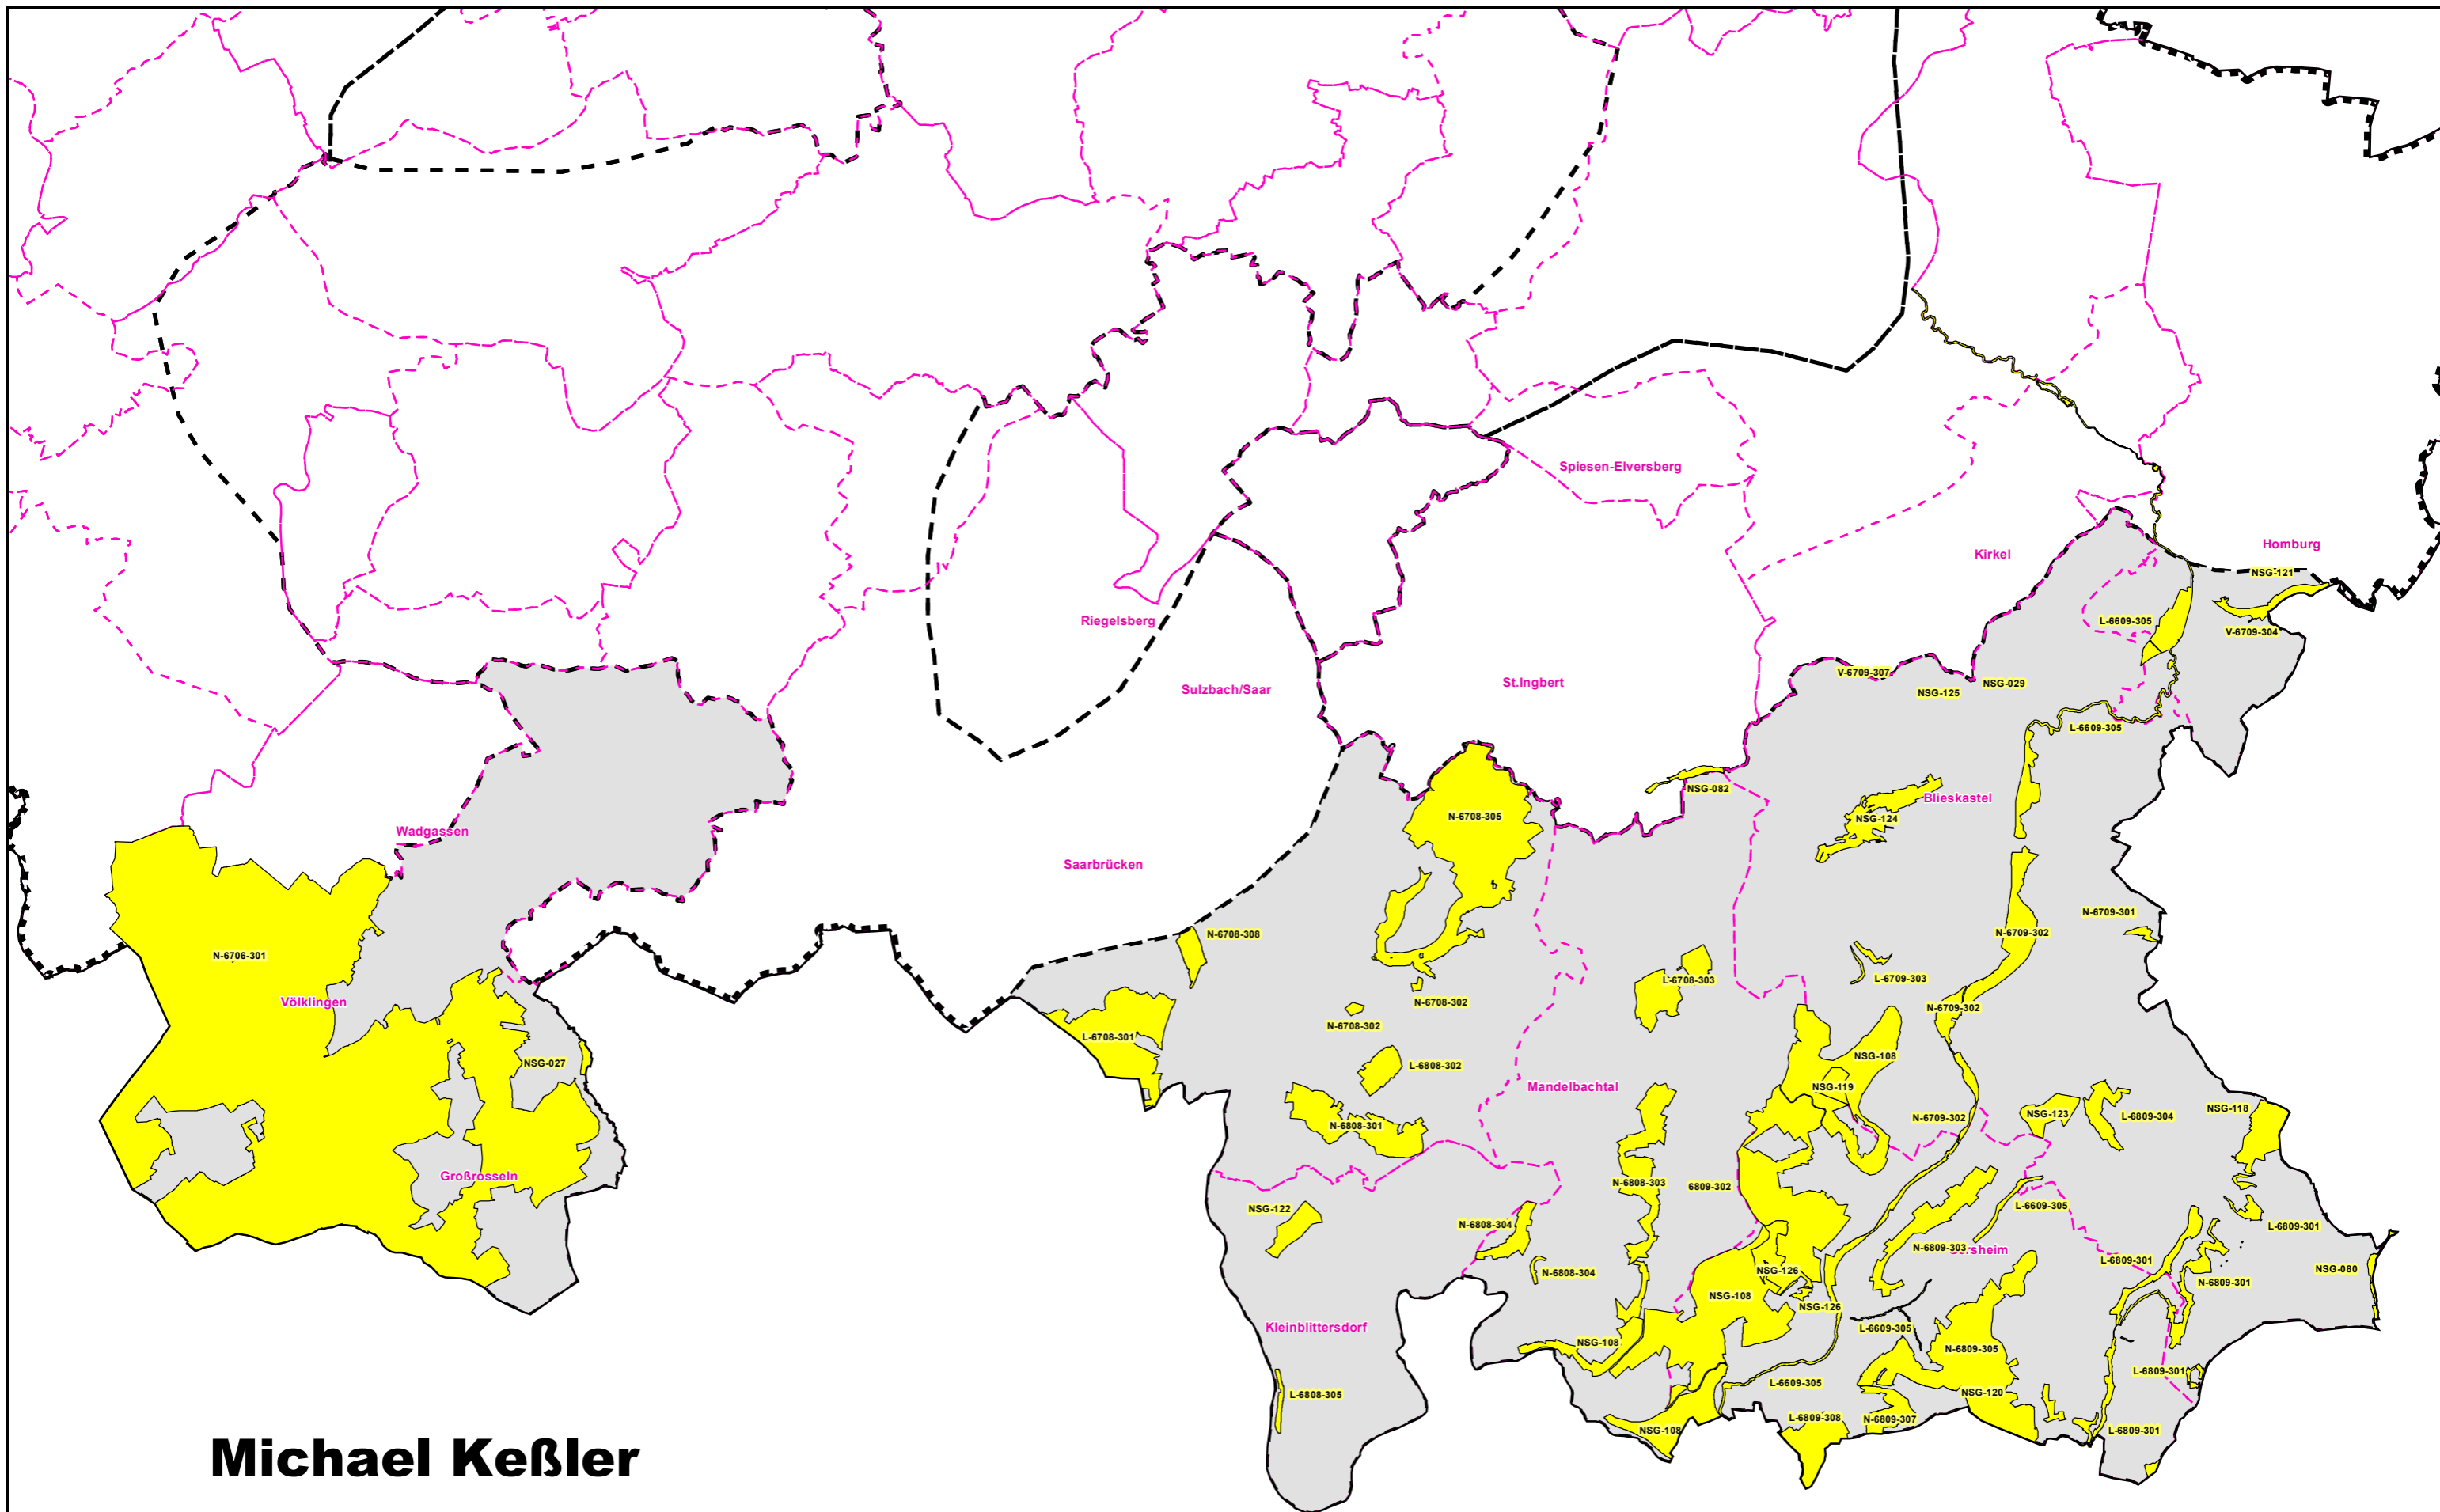 Spiesen-Elversberg
Kirkel
Homburg
NSG-121
Riegelsberg
L-6609-305
V-6709-304
Sulzbach/Saar
St.Ingbert
V-6709-307
NSG-125
NSG-029
L-6609-305
NSG-082
Blieskastel
N-6708-305
NSG-124
Wadgassen
Saarbrücken
N-6708-308
N-6709-301
N-6709-302
N-6706-301
L-6708-303
L-6709-303
Völklingen
N-6708-302
N-6709-302
N-6708-302
L-6708-301
NSG-027
L-6808-302
NSG-108
Mandelbachtal
NSG-119
N-6709-302
NSG-123
L-6809-304
NSG-118
N-6808-301
Großrosseln
N-6808-303
6809-302
NSG-122
L-6609-305
N-6808-304
L-6809-301
N-6809-303
L-6809-301
N-6808-304
NSG-126
N-6809-301
NSG-080
NSG-108
NSG-126
Kleinblittersdorf
L-6609-305
NSG-108
N-6809-305
L-6809-301
L-6609-305
L-6808-305
NSG-120
L-6809-308
N-6809-307
NSG-108
L-6809-301
Michael Keßler